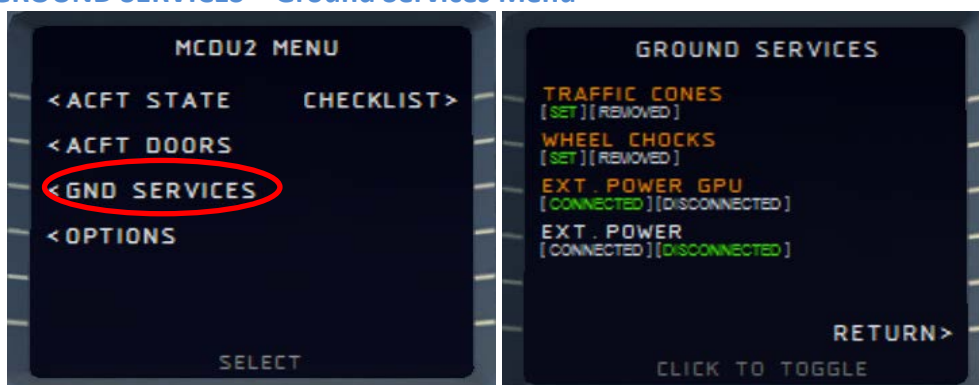 GROUND SERVICES – Ground Services Menu
MCDU2 MENU
<ACFT STATE CHECKLIST>
<ACFT DOORS
<GND SERVICES
<OPTIONS
SELECT
GROUND SERVICES
TRAFFIC CONES
[SET][REMOVED]
WHEEL CHOCKS
[SET][REMOVED]
EXT.POWER GPU
[CONNECTED][DISCONNECTED]
EXT.POWER
[CONNECTED][DISCONNECTED]
RETURN>
CLICK TO TOGGLE